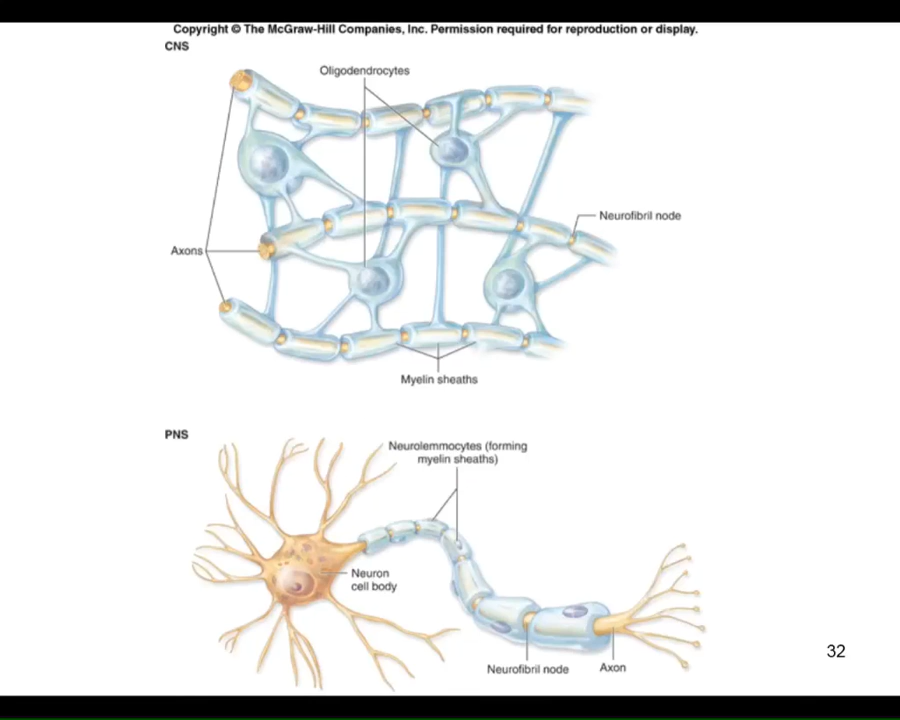 Copyright © The McGraw-Hill Companies, Inc. Permission required for reproduction or display.
CNS
Oligodendrocytes
Neurofibril node
Axons
Myelin sheaths
PNS
Neurolemmocytes (forming
myelin sheaths)
Neuron
cell body
Neurofibril node
Axon
32